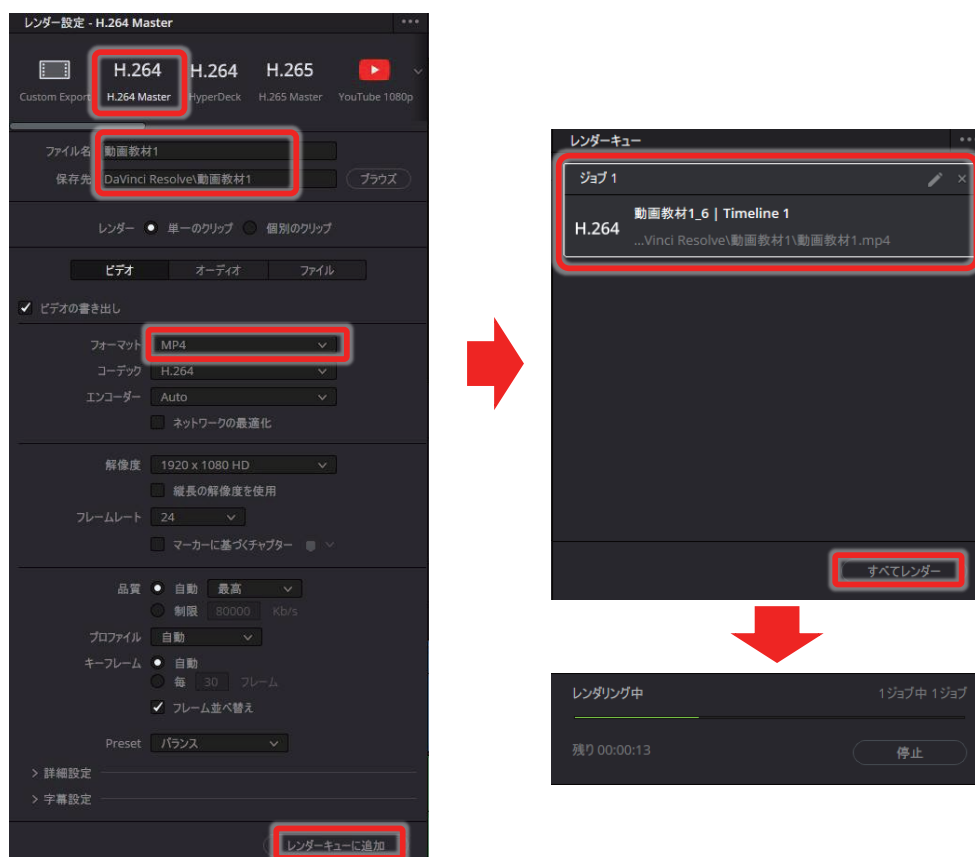 レンダー設定 - H.264 Master
H.264 H.264 H.265
Custom Export H.264 Master HyperDeck H.265 Master YouTube 1080p
ファイル名 動画教材1
保存先 DaVinci Resolve\動画教材1 ブラウズ
レンダー 単一のクリップ 個別のクリップ
ビデオ オーディオ ファイル
ビデオの書き出し
フォーマット MP4
コーデック H.264
エンコーダー Auto
ネットワークの最適化
解像度 1920 x 1080 HD
縦長の解像度を使用
フレームレート 24
マーカーに基づくチャプター
品質 自動 最高
制限 80000 Kb/s
プロファイル 自動
キーフレーム 自動
毎 30 フレーム
フレーム並べ替え
Preset バランス
> 詳細設定
> 字幕設定
レンダーキューに追加
レンダーキュー
ジョブ 1
動画教材1_6 | Timeline 1
H.264
...Vinci Resolve\動画教材1\動画教材1.mp4
すべてレンダー
レンダリング中 1ジョブ中 1ジョブ
残り 00:00:13 停止